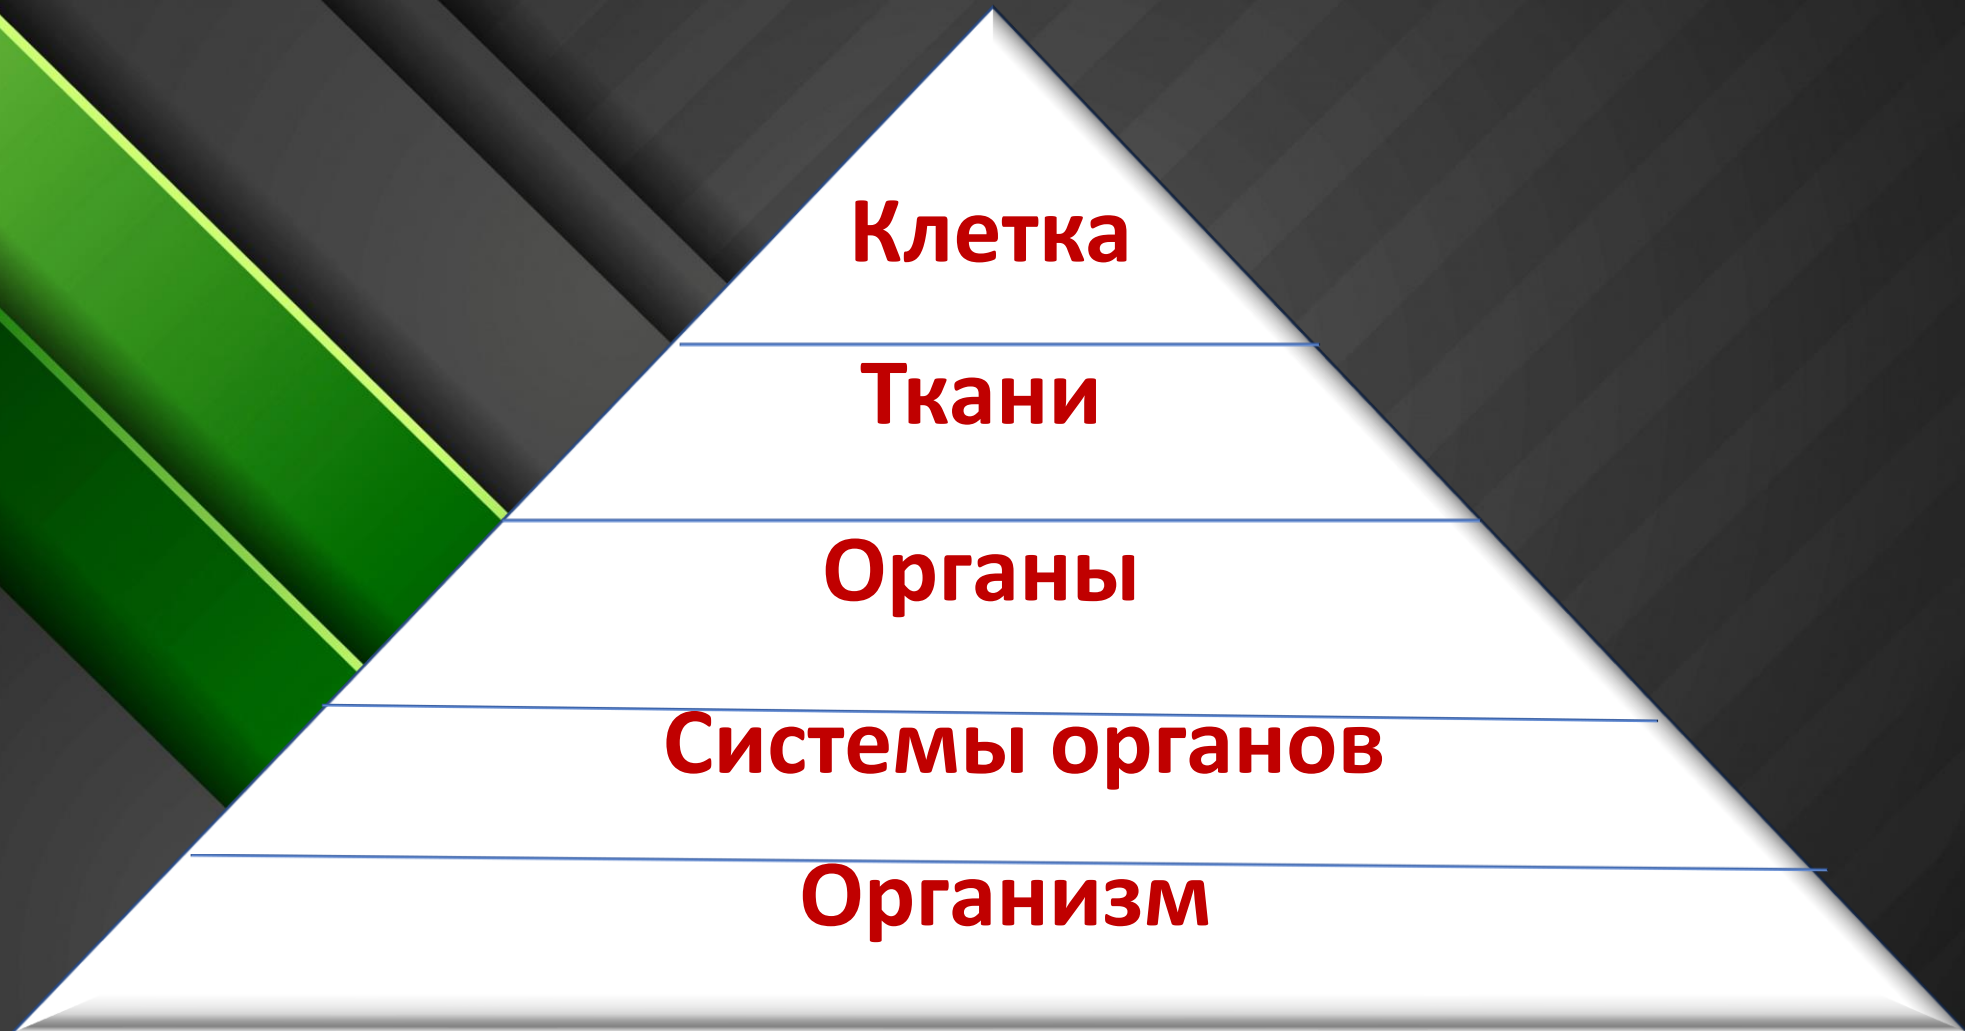 Клетка
Ткани
Органы
Системы органов
Организм